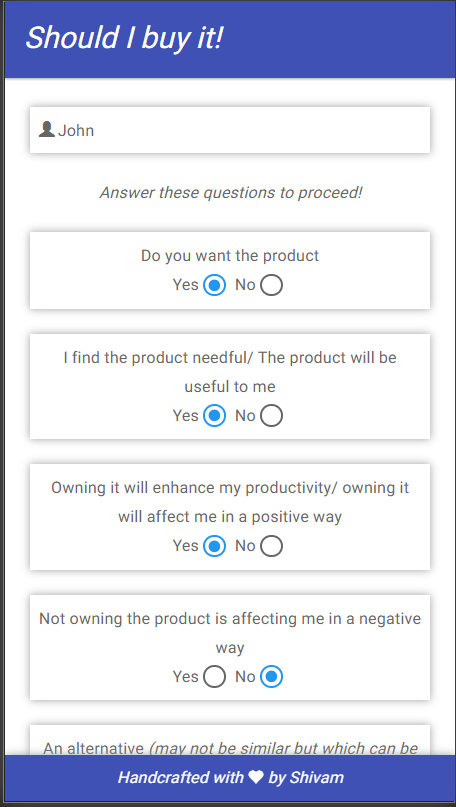 Should I buy it!
John
Answer these questions to proceed!
Do you want the product
Yes No
I find the product needful/ The product will be
useful to me
Yes No
Owning it will enhance my productivity/ owning it
will affect me in a positive way
Yes No
Not owning the product is affecting me in a negative
way
Yes No
An alternative (may not be similar but which can be
Handcrafted with ❤ by Shivam